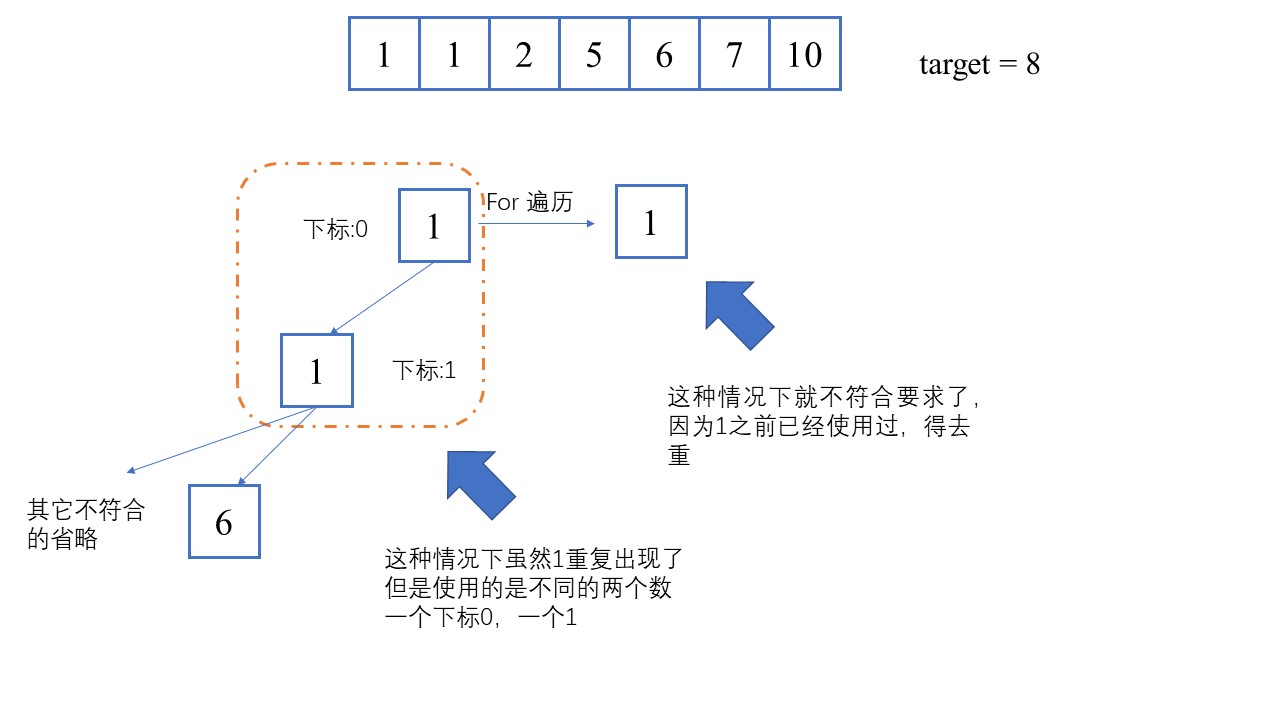 1 1 2 5 6 7 10
target = 8
For 遍历
下标:0
1
1
1
下标:1
这种情况下就不符合要求了，
因为1之前已经使用过，得去
重
其它不符合
的省略
6
这种情况下虽然1重复出现了
但是使用的是不同的两个数
一个下标0，一个1